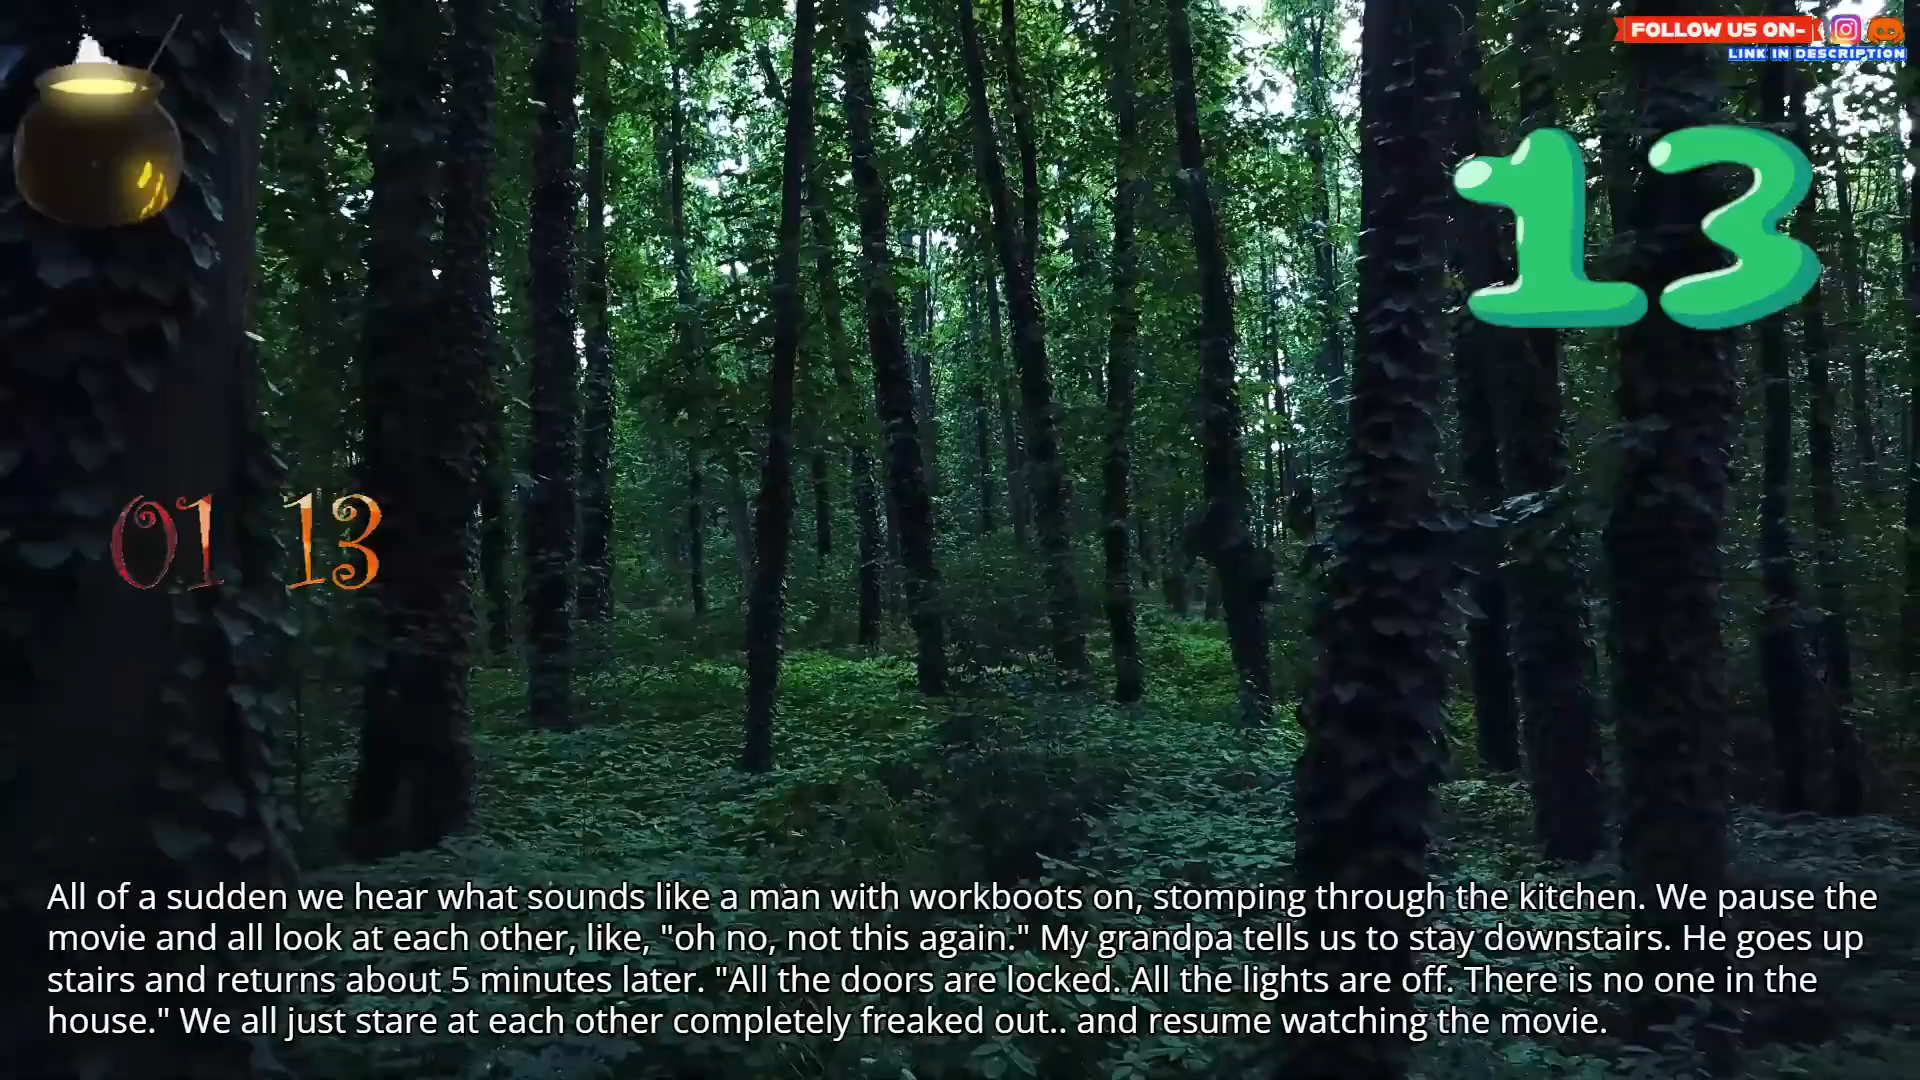 FOLLOW US ON-
LINK IN DESCRIPTION
13
01 13
All of a sudden we hear what sounds like a man with workboots on, stomping through the kitchen. We pause the
movie and all look at each other, like, "oh no, not this again." My grandpa tells us to stay downstairs. He goes up
stairs and returns about 5 minutes later. "All the doors are locked. All the lights are off. There is no one in the
house." We all just stare at each other completely freaked out.. and resume watching the movie.